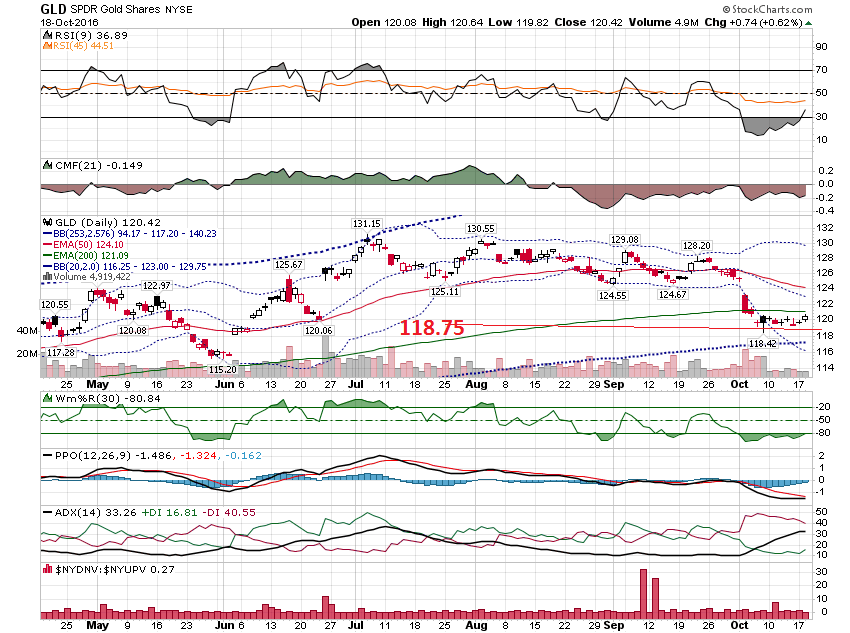 GLD SPDR Gold Shares NYSE © StockCharts.com
18-Oct-2016 Open 120.08 High 120.64 Low 119.82 Close 120.42 Volume 4.9M Chg +0.74 (+0.62%)
RSI(9) 36.89
RSI(45) 44.51
90
70
50
30
10
CMF(21) -0.149
0.2
0.0
-0.2
-0.4
GLD (Daily) 120.42
BB(253,2.576) 94.17 - 117.20 - 140.23
EMA(50) 124.10
EMA(200) 121.09
BB(20,2.0) 116.25 - 123.00 - 129.75
Volume 4,919,422
131.15
130.55
129.08
128.20
125.67
125.11
124.55
124.67
122.97
120.55
120.08
120.06
118.75
118.42
117.28
115.20
132
130
128
126
124
122
120
118
116
114
40M
20M
25 May 9 16 23 Jun 6 13 20 27 Jul 11 18 25 Aug 8 15 22 29 Sep 12 19 26 Oct 10 17
Wm%R(30) -80.84
-20
-50
-80
PPO(12,26,9) -1.486, -1.324, -0.162
2
1
0
-1
ADX(14) 33.26 +DI 16.81 -DI 40.55
50
40
30
20
10
$NYDNV:$NYUPV 0.27
30
20
10
0
25 May 9 16 23 Jun 6 13 20 27 Jul 11 18 25 Aug 8 15 22 29 Sep 12 19 26 Oct 10 17